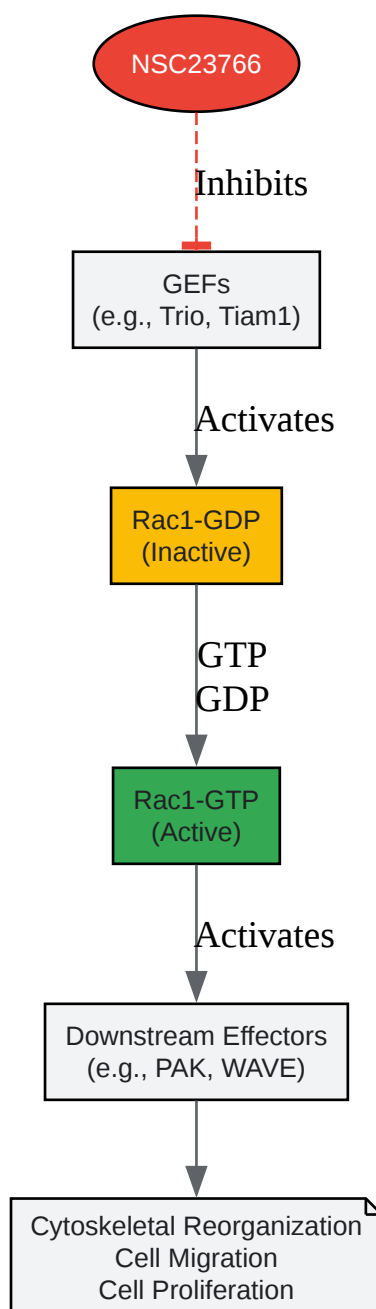 NSC23766
Inhibits
GEFs
(e.g., Trio, Tiam1)
Activates
Rac1-GDP
(Inactive)
GTP
GDP
Rac1-GTP
(Active)
Activates
Downstream Effectors
(e.g., PAK, WAVE)
Cytoskeletal Reorganization
Cell Migration
Cell Proliferation